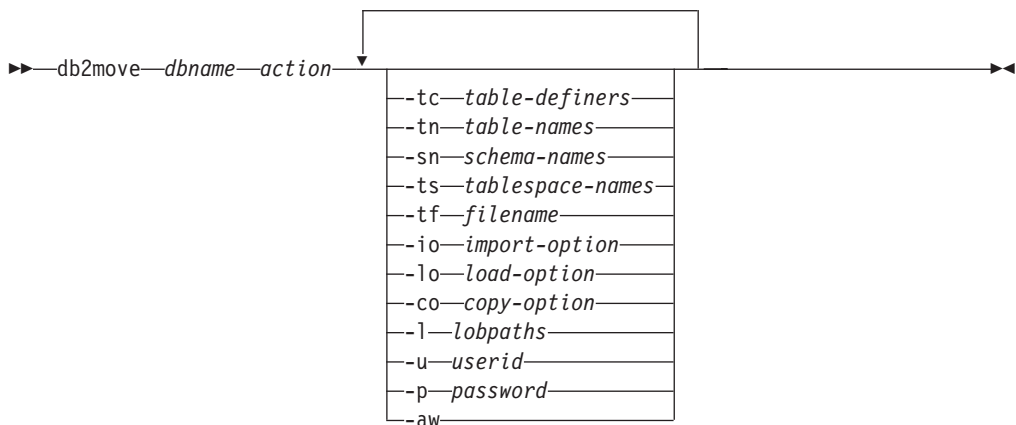 db2move dbname action
-tc table-definers
-tn table-names
-sn schema-names
-ts tablespace-names
-tf filename
-io import-option
-lo load-option
-co copy-option
-l lobpaths
-u userid
-p password
-aw